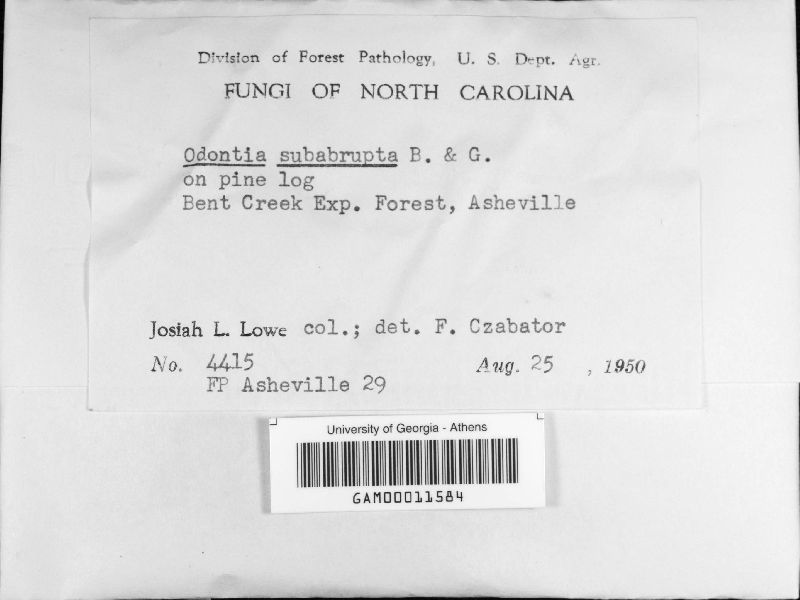 Division of Forest Pathology, U. S. Dept. Agr.
FUNGI OF NORTH CAROLINA
Odontia subabrupta B. & G.
on pine log
Bent Creek Exp. Forest, Asheville
Josiah L. Lowe col.; det. F. Czabator
No. 4415 Aug. 25 , 1950
FP Asheville 29
University of Georgia - Athens
GAM00011584